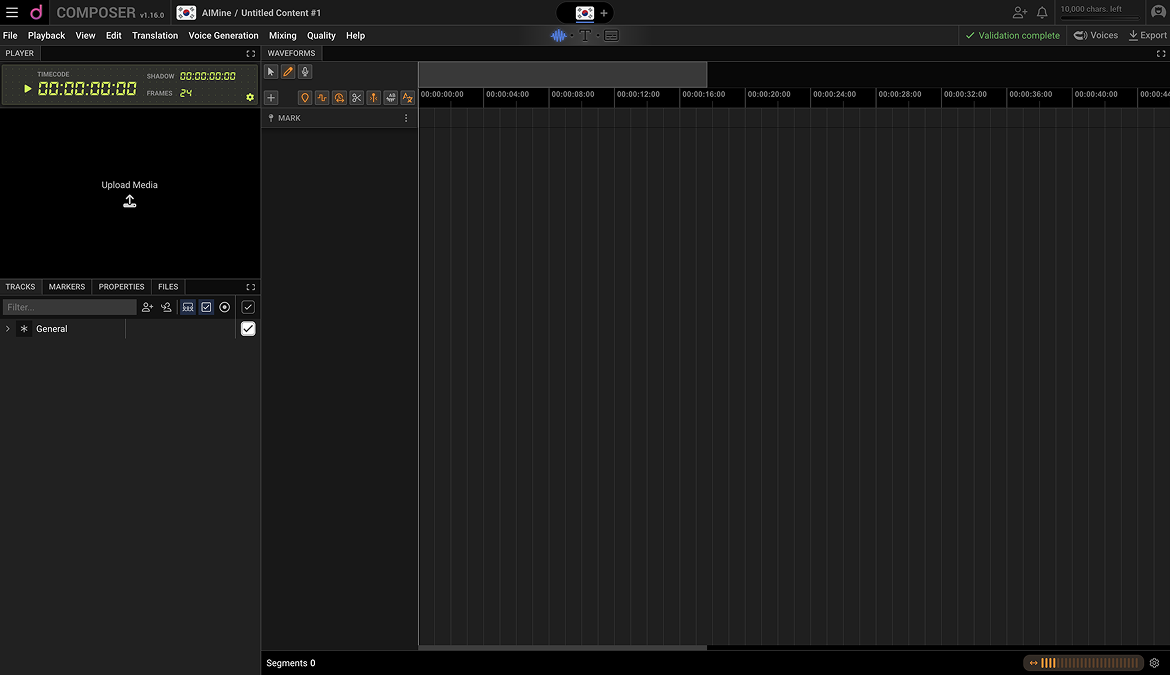 COMPOSER v1.16.0
AIMine / Untitled Content #1
10,000 chars. left
File Playback View Edit Translation Voice Generation Mixing Quality Help
T
Validation complete
Voices
Export
PLAYER
WAVEFORMS
TIMECODE
00:00:00:00
SHADOW 00:00:00:00
FRAMES 24
00:00:00:00 00:00:04:00 00:00:08:00 00:00:12:00 00:00:16:00 00:00:20:00 00:00:24:00 00:00:28:00 00:00:32:00 00:00:36:00 00:00:40:00 00:00:44
MARK
Upload Media
TRACKS MARKERS PROPERTIES FILES
Filter...
General
Segments 0